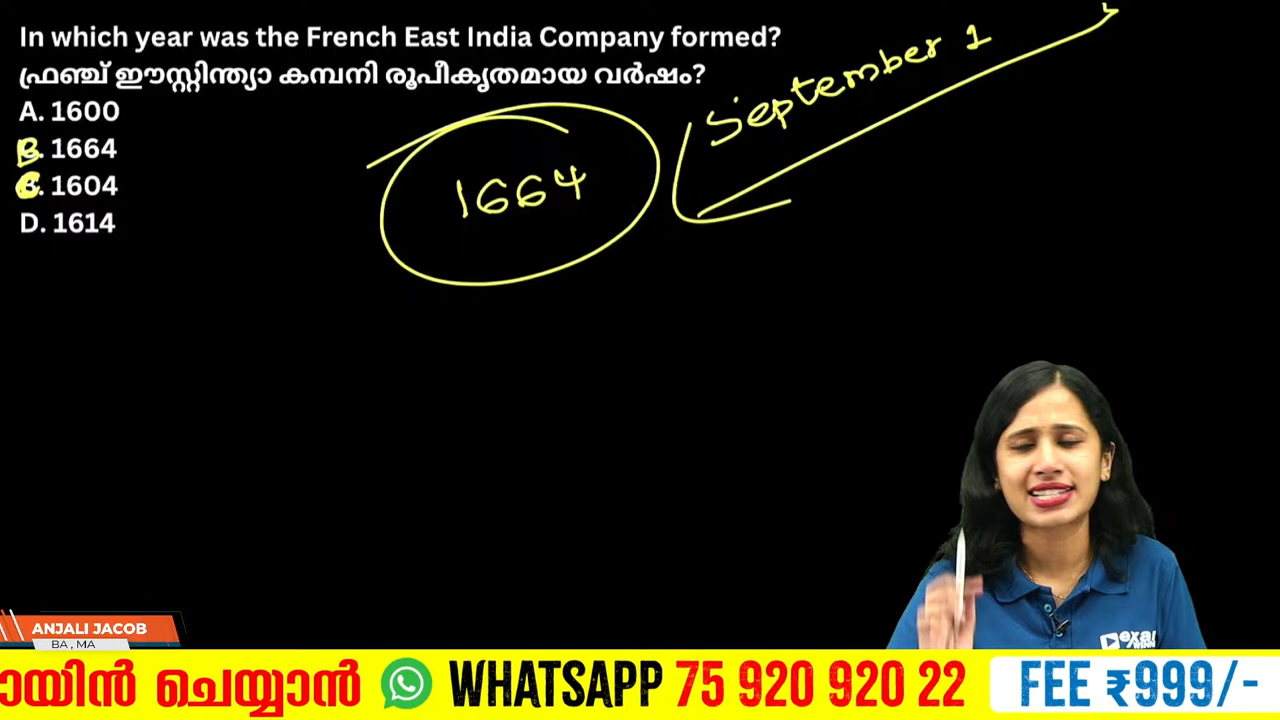 In which year was the French East India Company formed?
ഫ്രഞ്ച് ഈസ്റ്റിന്ത്യാ കമ്പനി രൂപീകൃതമായ വർഷം?
A. 1600
B. 1664
C. 1604
D. 1614
1664
September 1
ANJALI JACOB
BA , MA
exa
ായിൻ ചെയ്യാൻ WHATSAPP 75 920 920 22 FEE ₹999/-